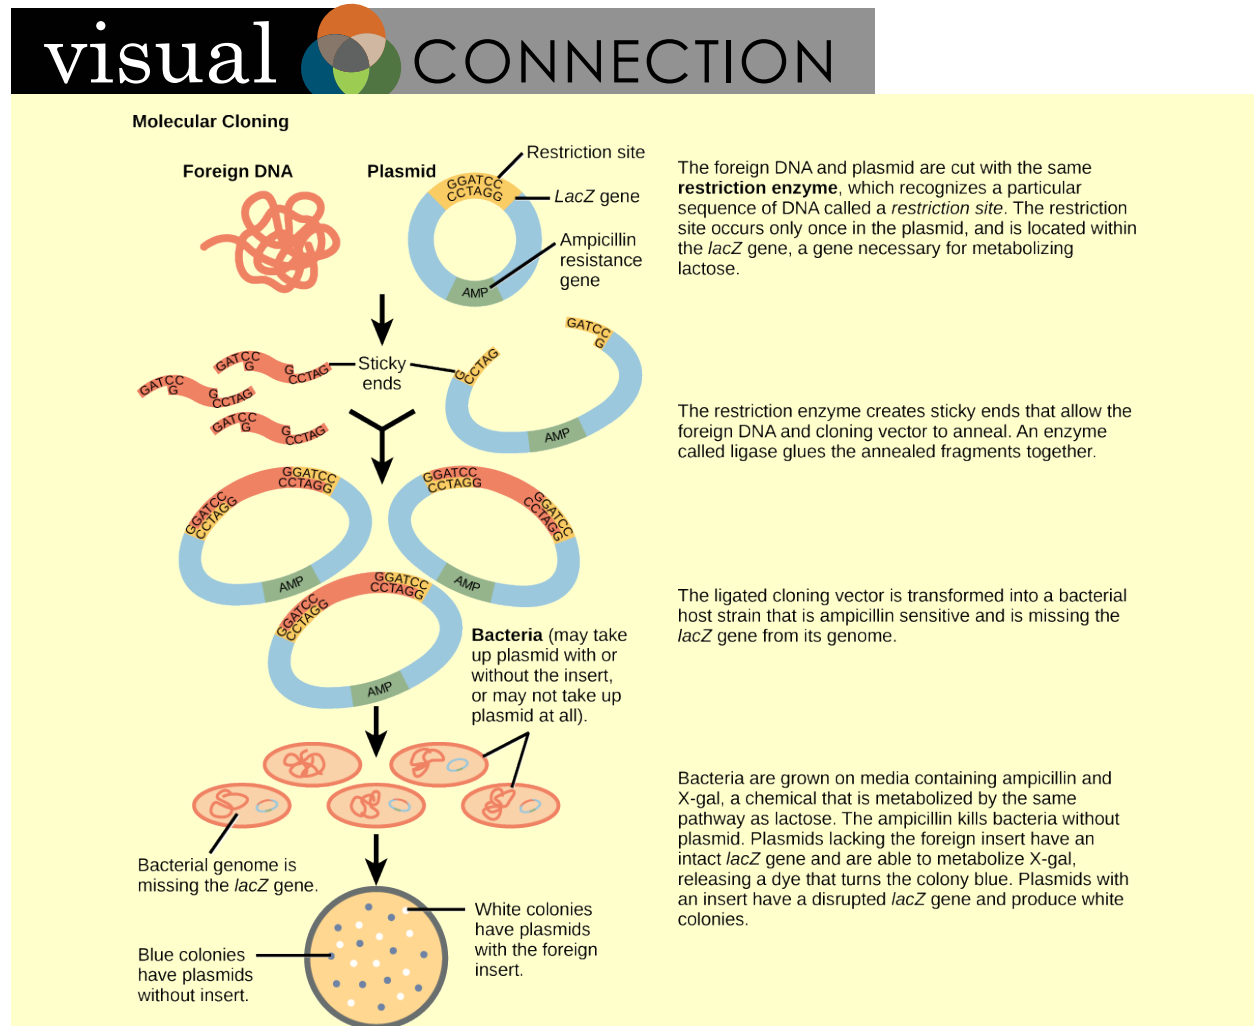 visual CONNECTION
Molecular Cloning
Foreign DNA
Plasmid
Restriction site
GGATCC
CCTAGG
LacZ gene
Ampicillin
resistance
gene
AMP
The foreign DNA and plasmid are cut with the same
restriction enzyme, which recognizes a particular
sequence of DNA called a restriction site. The restriction
site occurs only once in the plasmid, and is located within
the lacZ gene, a gene necessary for metabolizing
lactose.
GATCC
G
G
CCTAG
GATCC
G
G
CCTAG
GATCC
G
G
CCTAG
Sticky
ends
G
CCTAG
GATCC
G
AMP
The restriction enzyme creates sticky ends that allow the
foreign DNA and cloning vector to anneal. An enzyme
called ligase glues the annealed fragments together.
GGATCC
CCTAGG
GGATCC
CCTAGG
AMP
GGATCC
CCTAGG
GGATCC
CCTAGG
AMP
GGATCC
CCTAGG
GGATCC
CCTAGG
AMP
The ligated cloning vector is transformed into a bacterial
host strain that is ampicillin sensitive and is missing the
lacZ gene from its genome.
Bacteria (may take
up plasmid with or
without the insert,
or may not take up
plasmid at all).
Bacterial genome is
missing the lacZ gene.
Bacteria are grown on media containing ampicillin and
X-gal, a chemical that is metabolized by the same
pathway as lactose. The ampicillin kills bacteria without
plasmid. Plasmids lacking the foreign insert have an
intact lacZ gene and are able to metabolize X-gal,
releasing a dye that turns the colony blue. Plasmids with
an insert have a disrupted lacZ gene and produce white
colonies.
White colonies
have plasmids
with the foreign
insert.
Blue colonies
have plasmids
without insert.